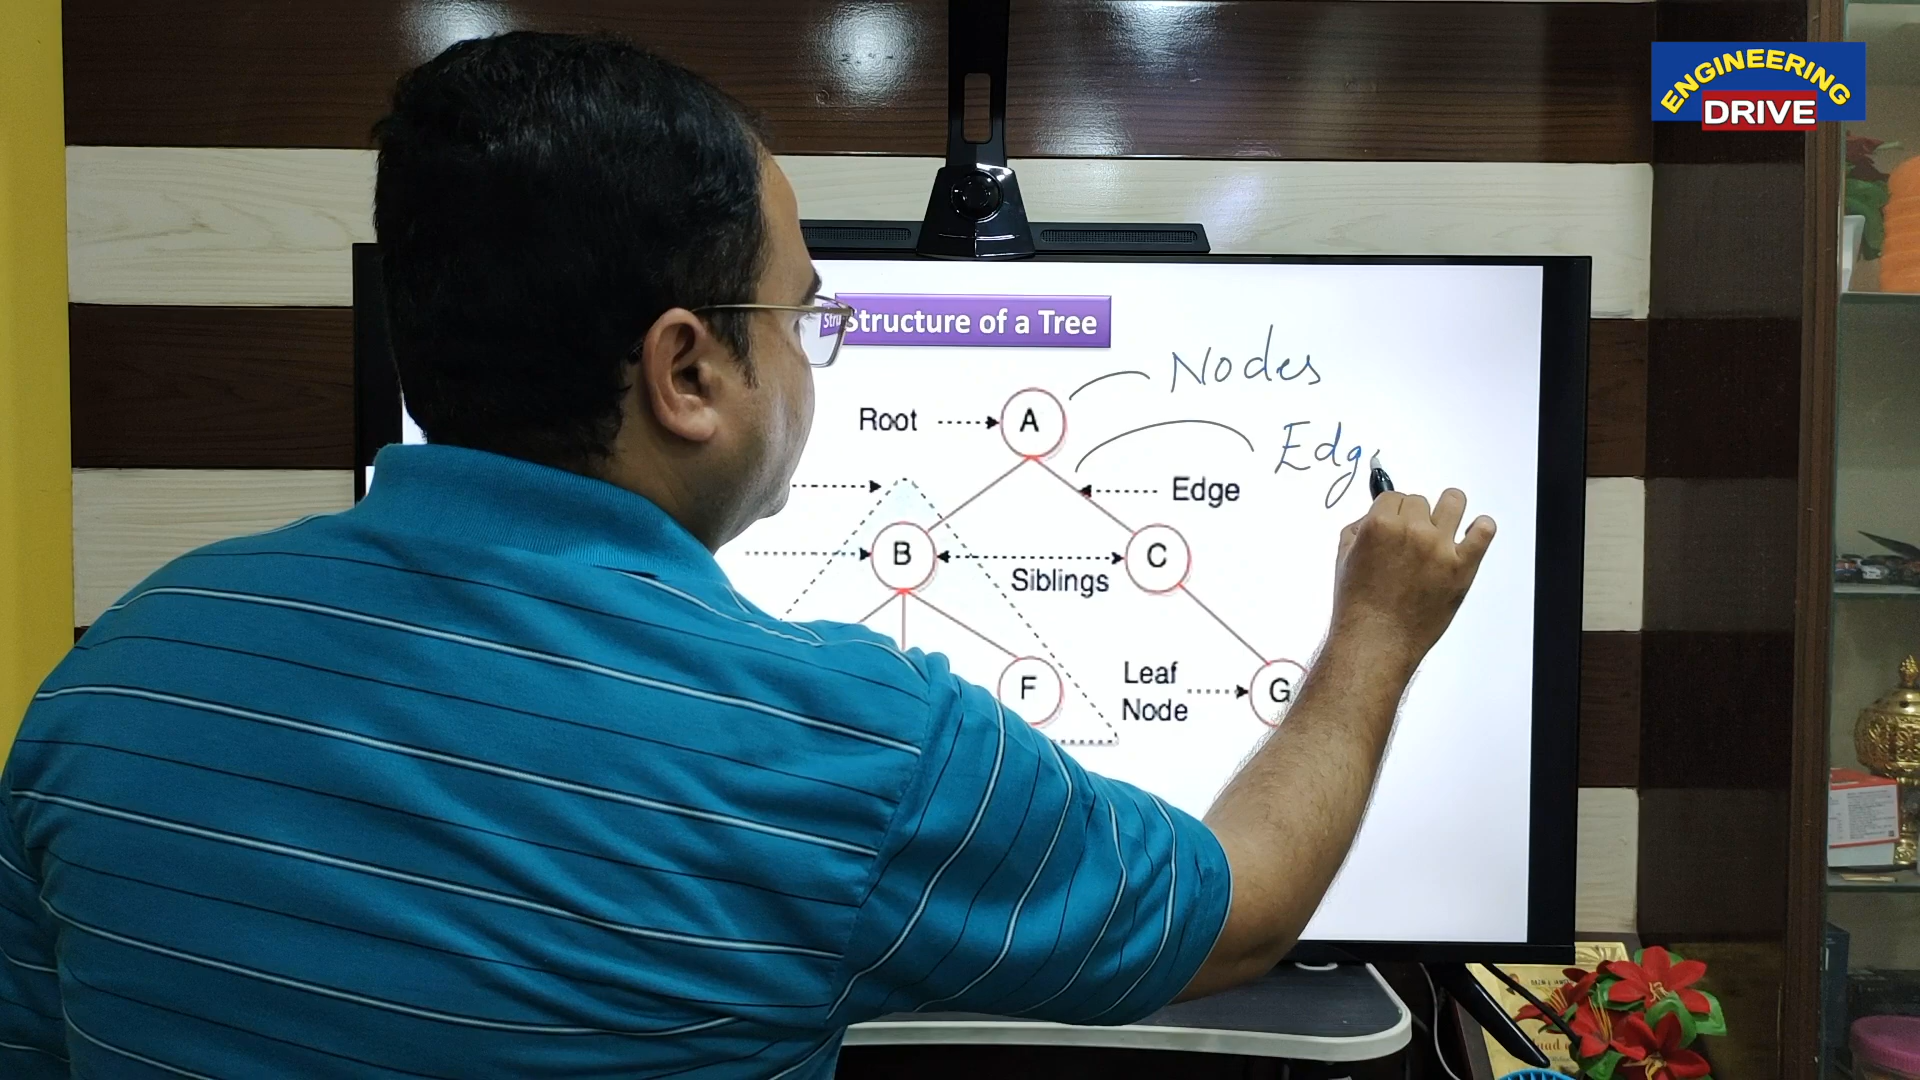 ENGINEERING
DRIVE
Structure of a Tree
Nodes
Root
A
Edg
Edge
B
C
Siblings
F
Leaf
Node
G